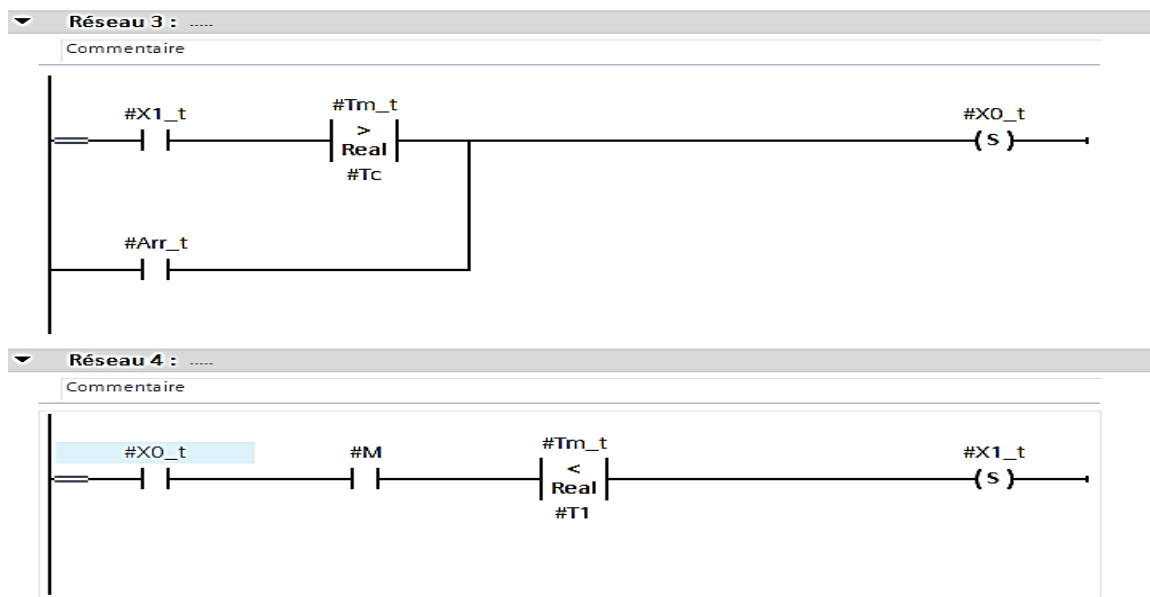 Réseau 3 : .....
Commentaire
#X1_t #Tm_t #X0_t
> 
Real
( S )
#Tc
#Arr_t
Réseau 4 : .....
Commentaire
#X0_t #M #Tm_t #X1_t
<
Real
( S )
#T1